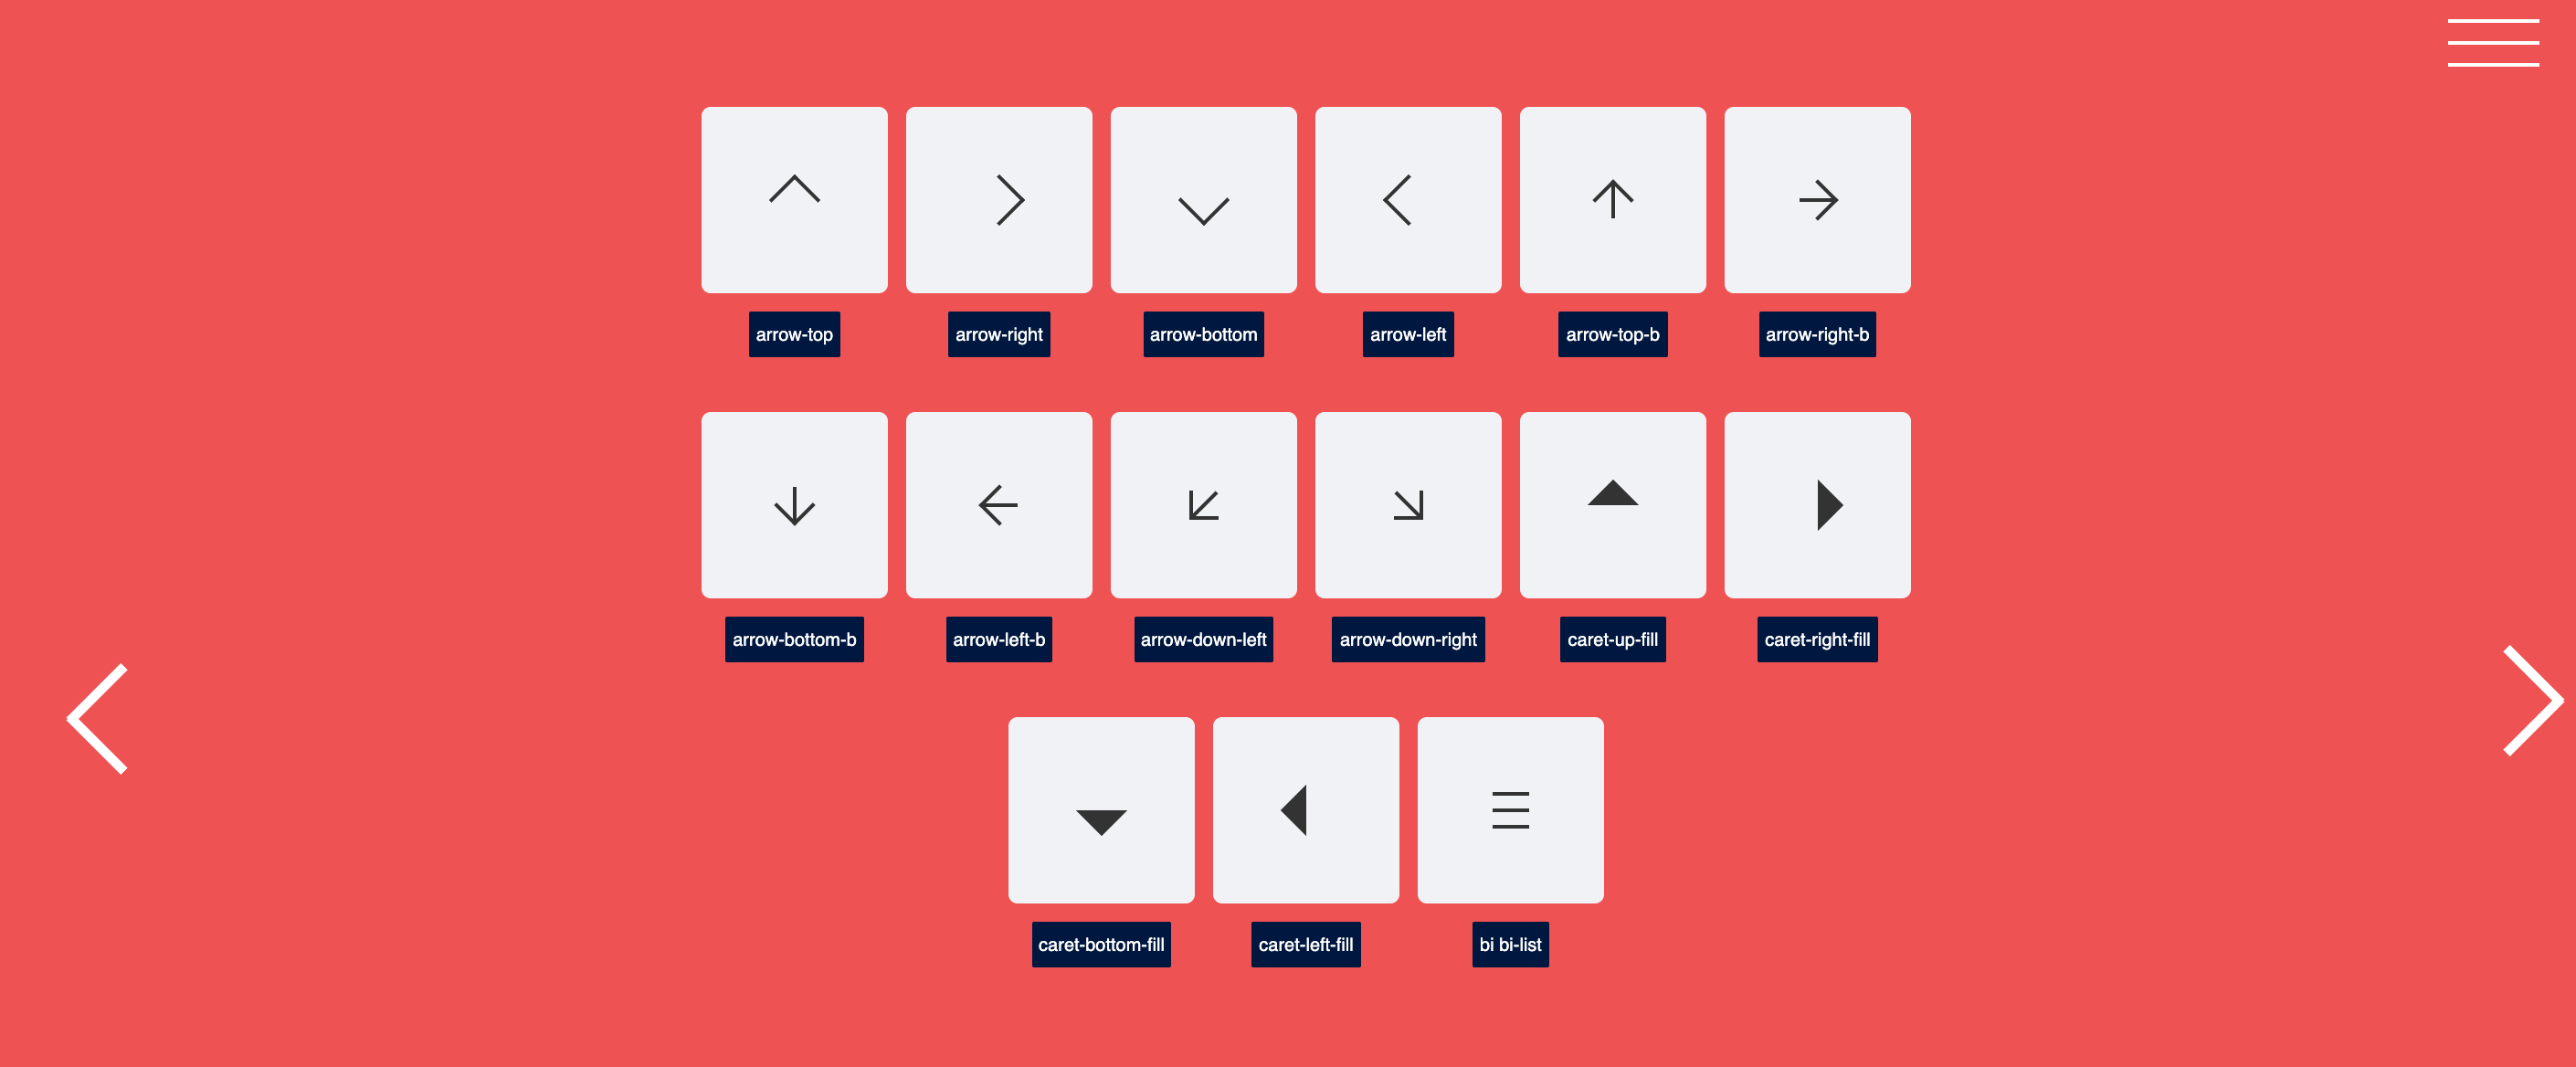 arrow-top
arrow-right
arrow-bottom
arrow-left
arrow-top-b
arrow-right-b
arrow-bottom-b
arrow-left-b
arrow-down-left
arrow-down-right
caret-up-fill
caret-right-fill
caret-bottom-fill
caret-left-fill
bi bi-list